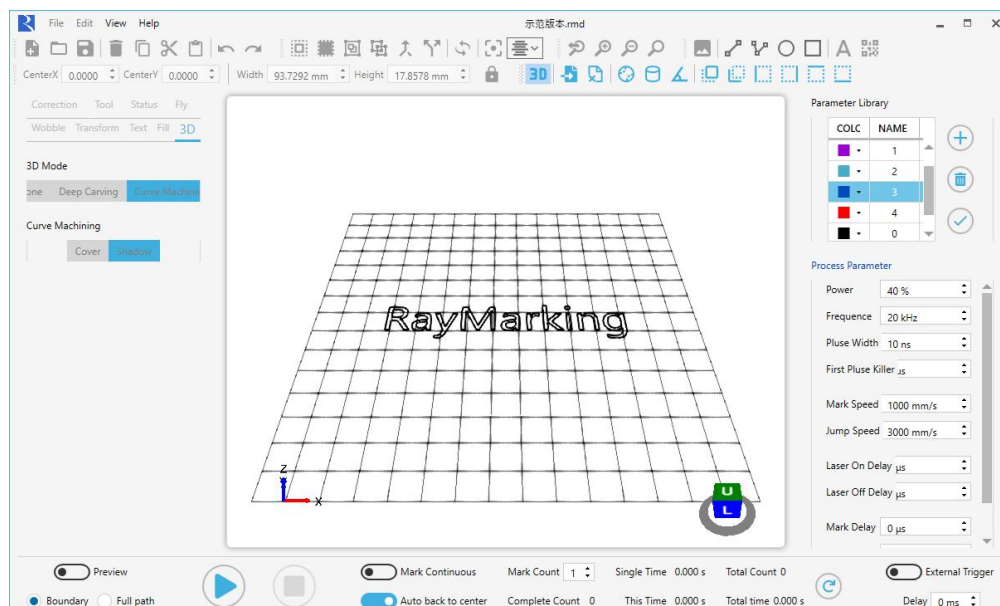 File Edit View Help
示范版本.rmd
CenterX 0.0000 CenterY 0.0000 Width 93.7292 mm Height 17.8578 mm 3D
Correction Tool Status Fly
Wobble Transform Text Fill 3D
3D Mode
one Deep Carving Curve Machinin
Curve Machining
Cover Shadow
RayMarking
Z
X
U
L
Parameter Library
COLC NAME
1
2
3
4
0
Process Parameter
Power 40 %
Frequence 20 kHz
Pluse Width 10 ns
First Pluse Killer µs
Mark Speed 1000 mm/s
Jump Speed 3000 mm/s
Laser On Delay µs
Laser Off Delay µs
Mark Delay 0 µs
Preview Mark Continuous Mark Count 1 Single Time 0.000 s Total Count 0 External Trigger
Boundary Full path Auto back to center Complete Count 0 This Time 0.000 s Total time 0.000 s Delay 0 ms